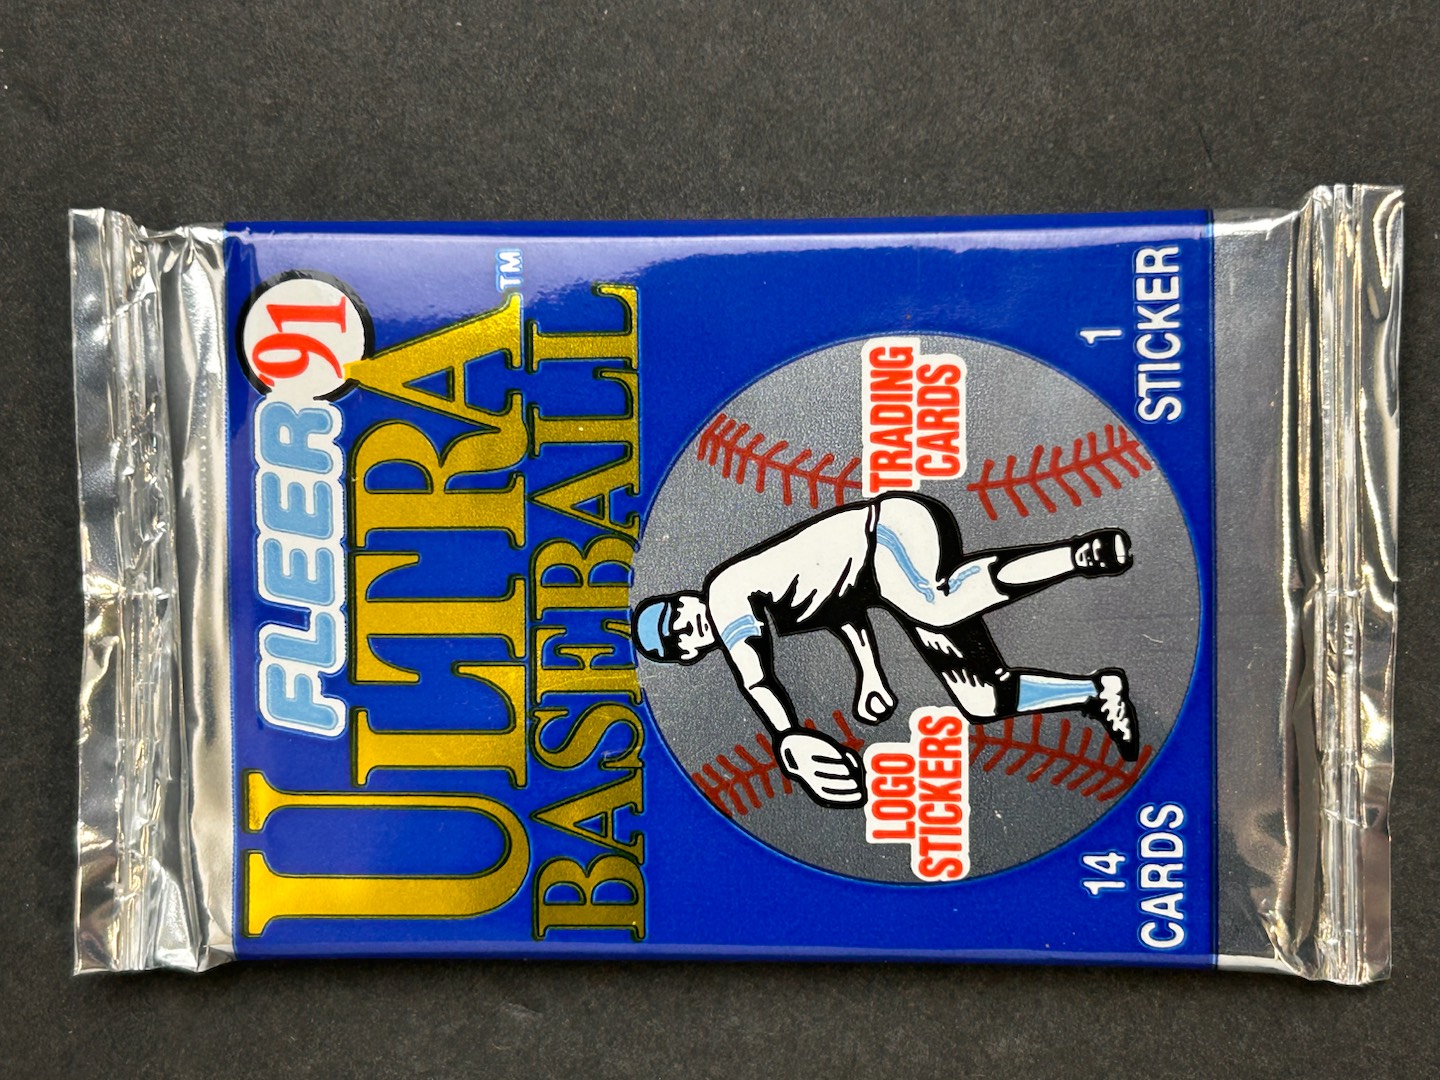 FLEER '91
ULTRA™
BASEBALL
LOGO
STICKERS
TRADING
CARDS
14
CARDS
1
STICKER